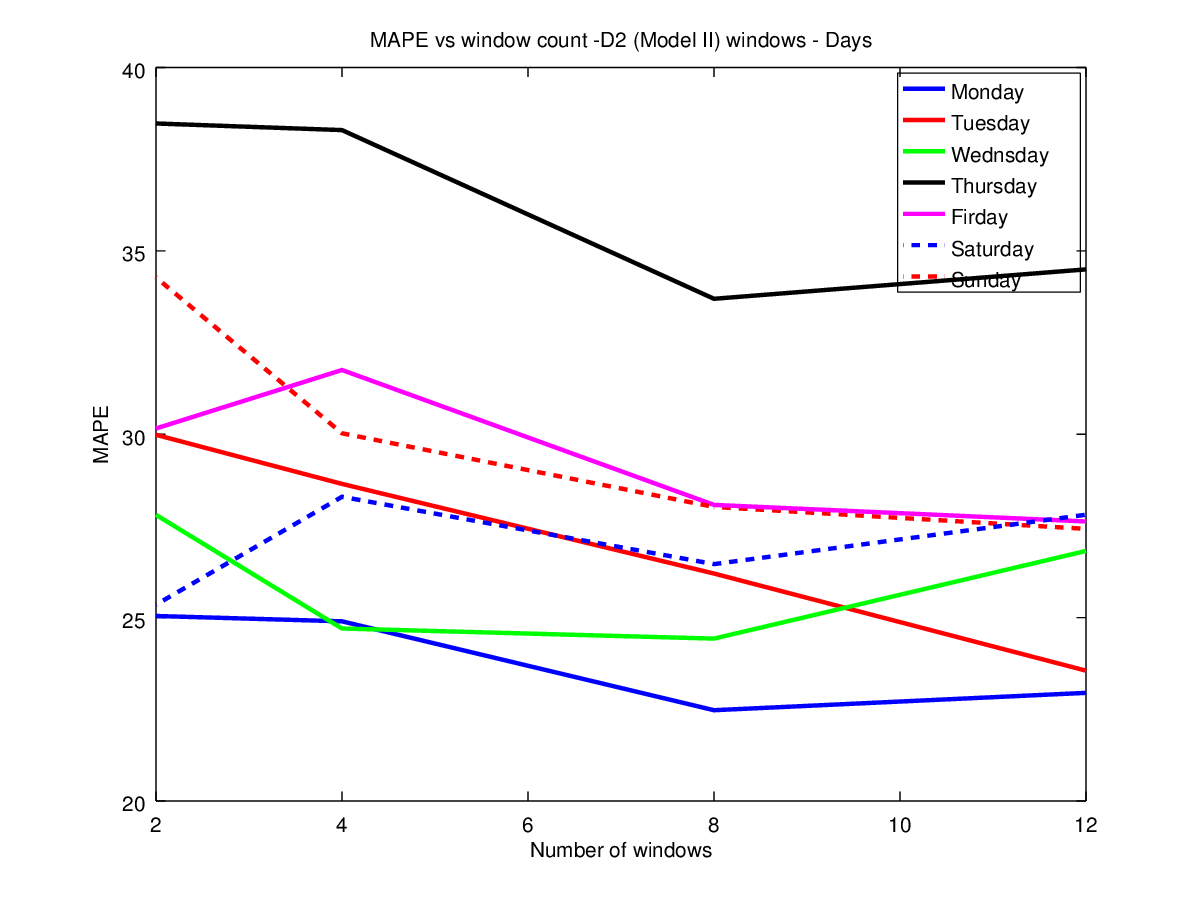 MAPE vs window count -D2 (Model II) windows - Days
40
35
30
25
20
MAPE
Monday
Tuesday
Wednsday
Thursday
Firday
Saturday
Sunday
2 4 6 8 10 12
Number of windows